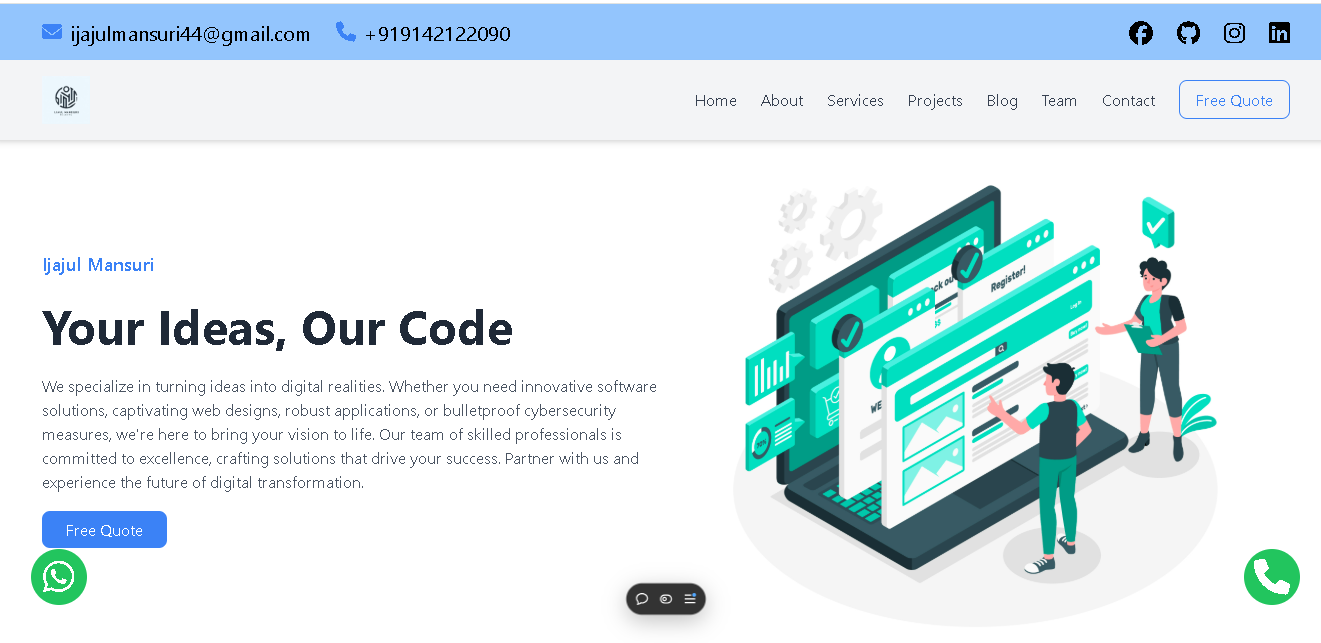 ijajulmansuri44@gmail.com +919142122090
Home About Services Projects Blog Team Contact Free Quote
Ijajul Mansuri
Your Ideas, Our Code
We specialize in turning ideas into digital realities. Whether you need innovative software
solutions, captivating web designs, robust applications, or bulletproof cybersecurity
measures, we're here to bring your vision to life. Our team of skilled professionals is
committed to excellence, crafting solutions that drive your success. Partner with us and
experience the future of digital transformation.
Free Quote
Register!
Log in
70%